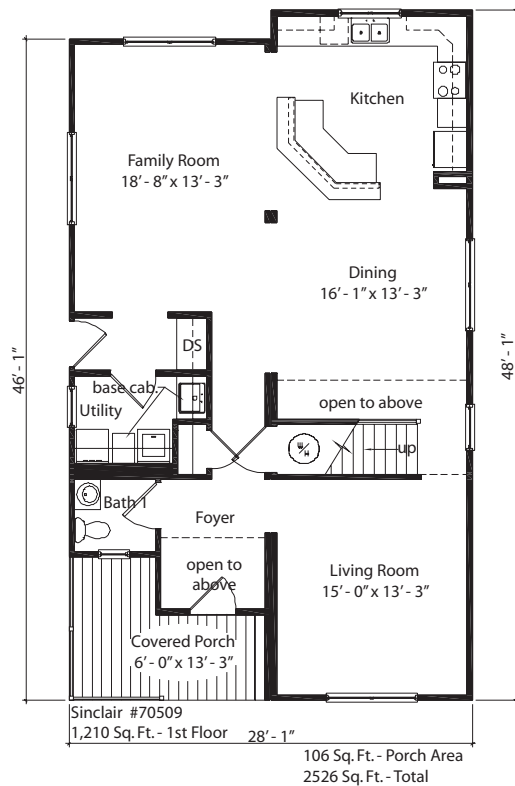 Kitchen
Family Room
18’ - 8” x 13’ - 3”
Dining
16’ - 1” x 13’ - 3”
46’ - 1”
48’ - 1”
DS
base cab.
Utility
open to above
W/H
up
Bath 1
Foyer
open to
above
Living Room
15’ - 0” x 13’ - 3”
Covered Porch
6’ - 0” x 13’ - 3”
Sinclair #70509
1,210 Sq. Ft. - 1st Floor
28’ - 1”
106 Sq. Ft. - Porch Area
2526 Sq. Ft. - Total